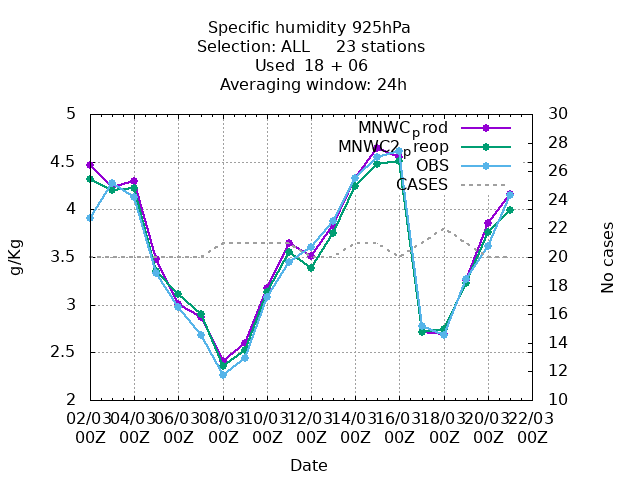 Specific humidity 925hPa
Selection: ALL 23 stations
Used 18 + 06
Averaging window: 24h
5 30
MNWCprod
28
MNWC2preop
4.5 26
OBS
CASES
24
4 22
g/Kg No cases
3.5 20
18
3 16
14
2.5 12
2 10
02/03 04/03 06/03 08/03 10/03 12/03 14/03 16/03 18/03 20/03 22/03
00Z 00Z 00Z 00Z 00Z 00Z 00Z 00Z 00Z 00Z 00Z
Date